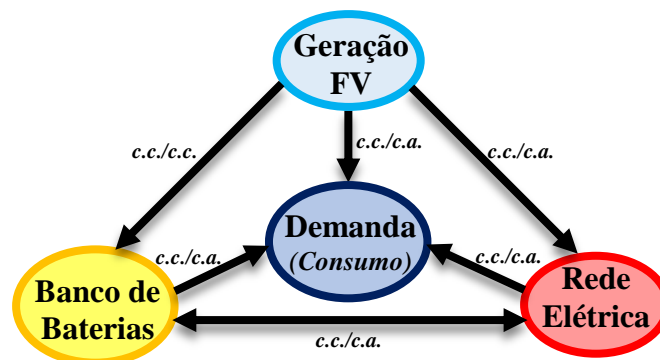 Geração
FV
c.c./c.c.
c.c./c.a.
c.c./c.a.
Demanda
(Consumo)
c.c./c.a.
c.c./c.a.
Banco de
Baterias
Rede
Elétrica
c.c./c.a.